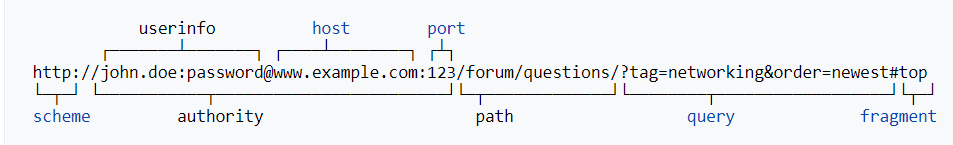 userinfo host port
http://john.doe:password@www.example.com:123/forum/questions/?tag=networking&order=newest#top
scheme authority path query fragment